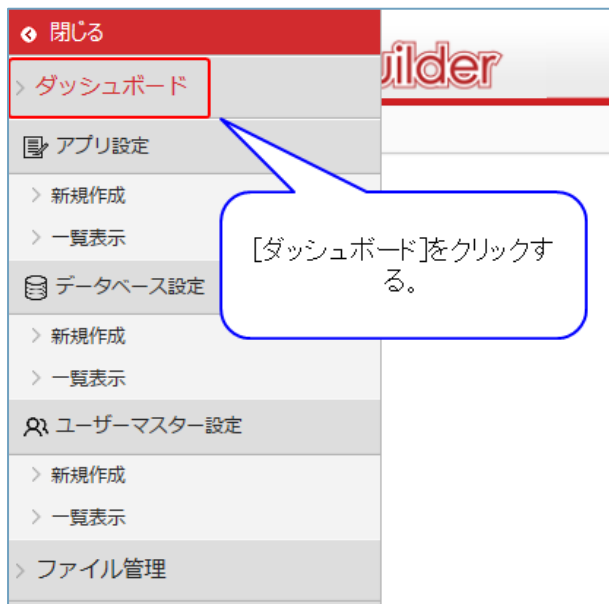 閉じる
uilder
ダッシュボード
アプリ設定
新規作成
一覧表示
[ダッシュボード]をクリックす
る。
データベース設定
新規作成
一覧表示
ユーザーマスター設定
新規作成
一覧表示
ファイル管理